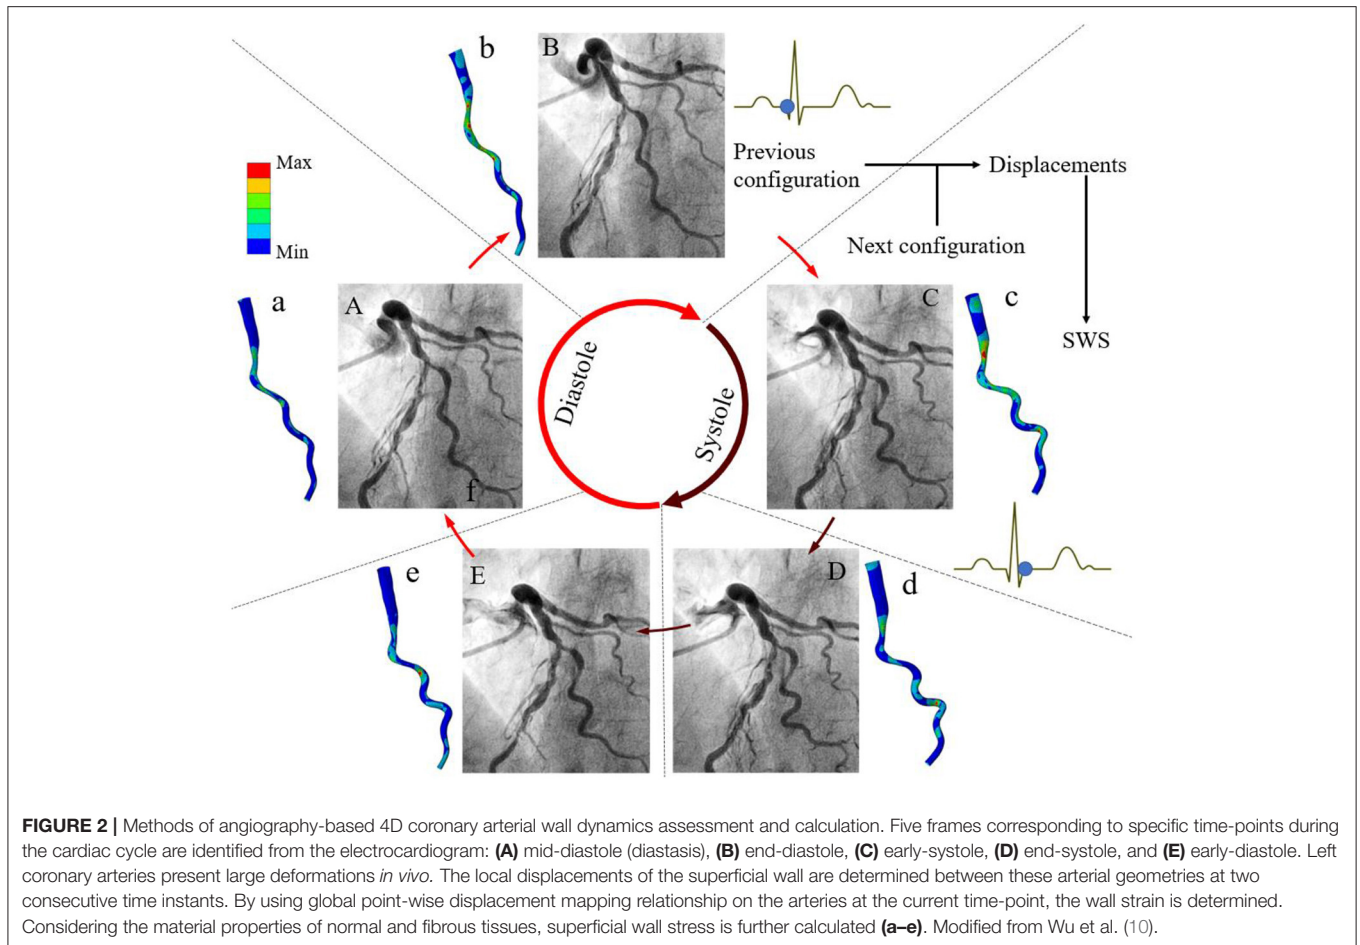 b
B
Max
Min
Previous
configuration
Displacements
Next configuration
SWS
a
A
f
C
c
Diastole
Systole
e
E
D
d
FIGURE 2 | Methods of angiography-based 4D coronary arterial wall dynamics assessment and calculation. Five frames corresponding to specific time-points during
the cardiac cycle are identified from the electrocardiogram: (A) mid-diastole (diastasis), (B) end-diastole, (C) early-systole, (D) end-systole, and (E) early-diastole. Left
coronary arteries present large deformations in vivo. The local displacements of the superficial wall are determined between these arterial geometries at two
consecutive time instants. By using global point-wise displacement mapping relationship on the arteries at the current time-point, the wall strain is determined.
Considering the material properties of normal and fibrous tissues, superficial wall stress is further calculated (a–e). Modified from Wu et al. (10).